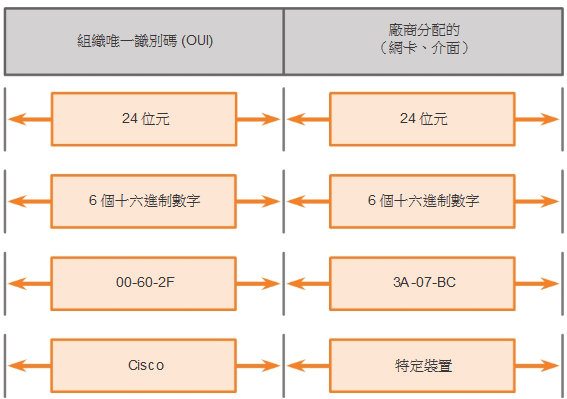 組織唯一識別碼 (OUI)
廠商分配的
（網卡、介面）
24 位元
24 位元
6 個十六進制數字
6 個十六進制數字
00-60-2F
3A-07-BC
Cisco
特定裝置